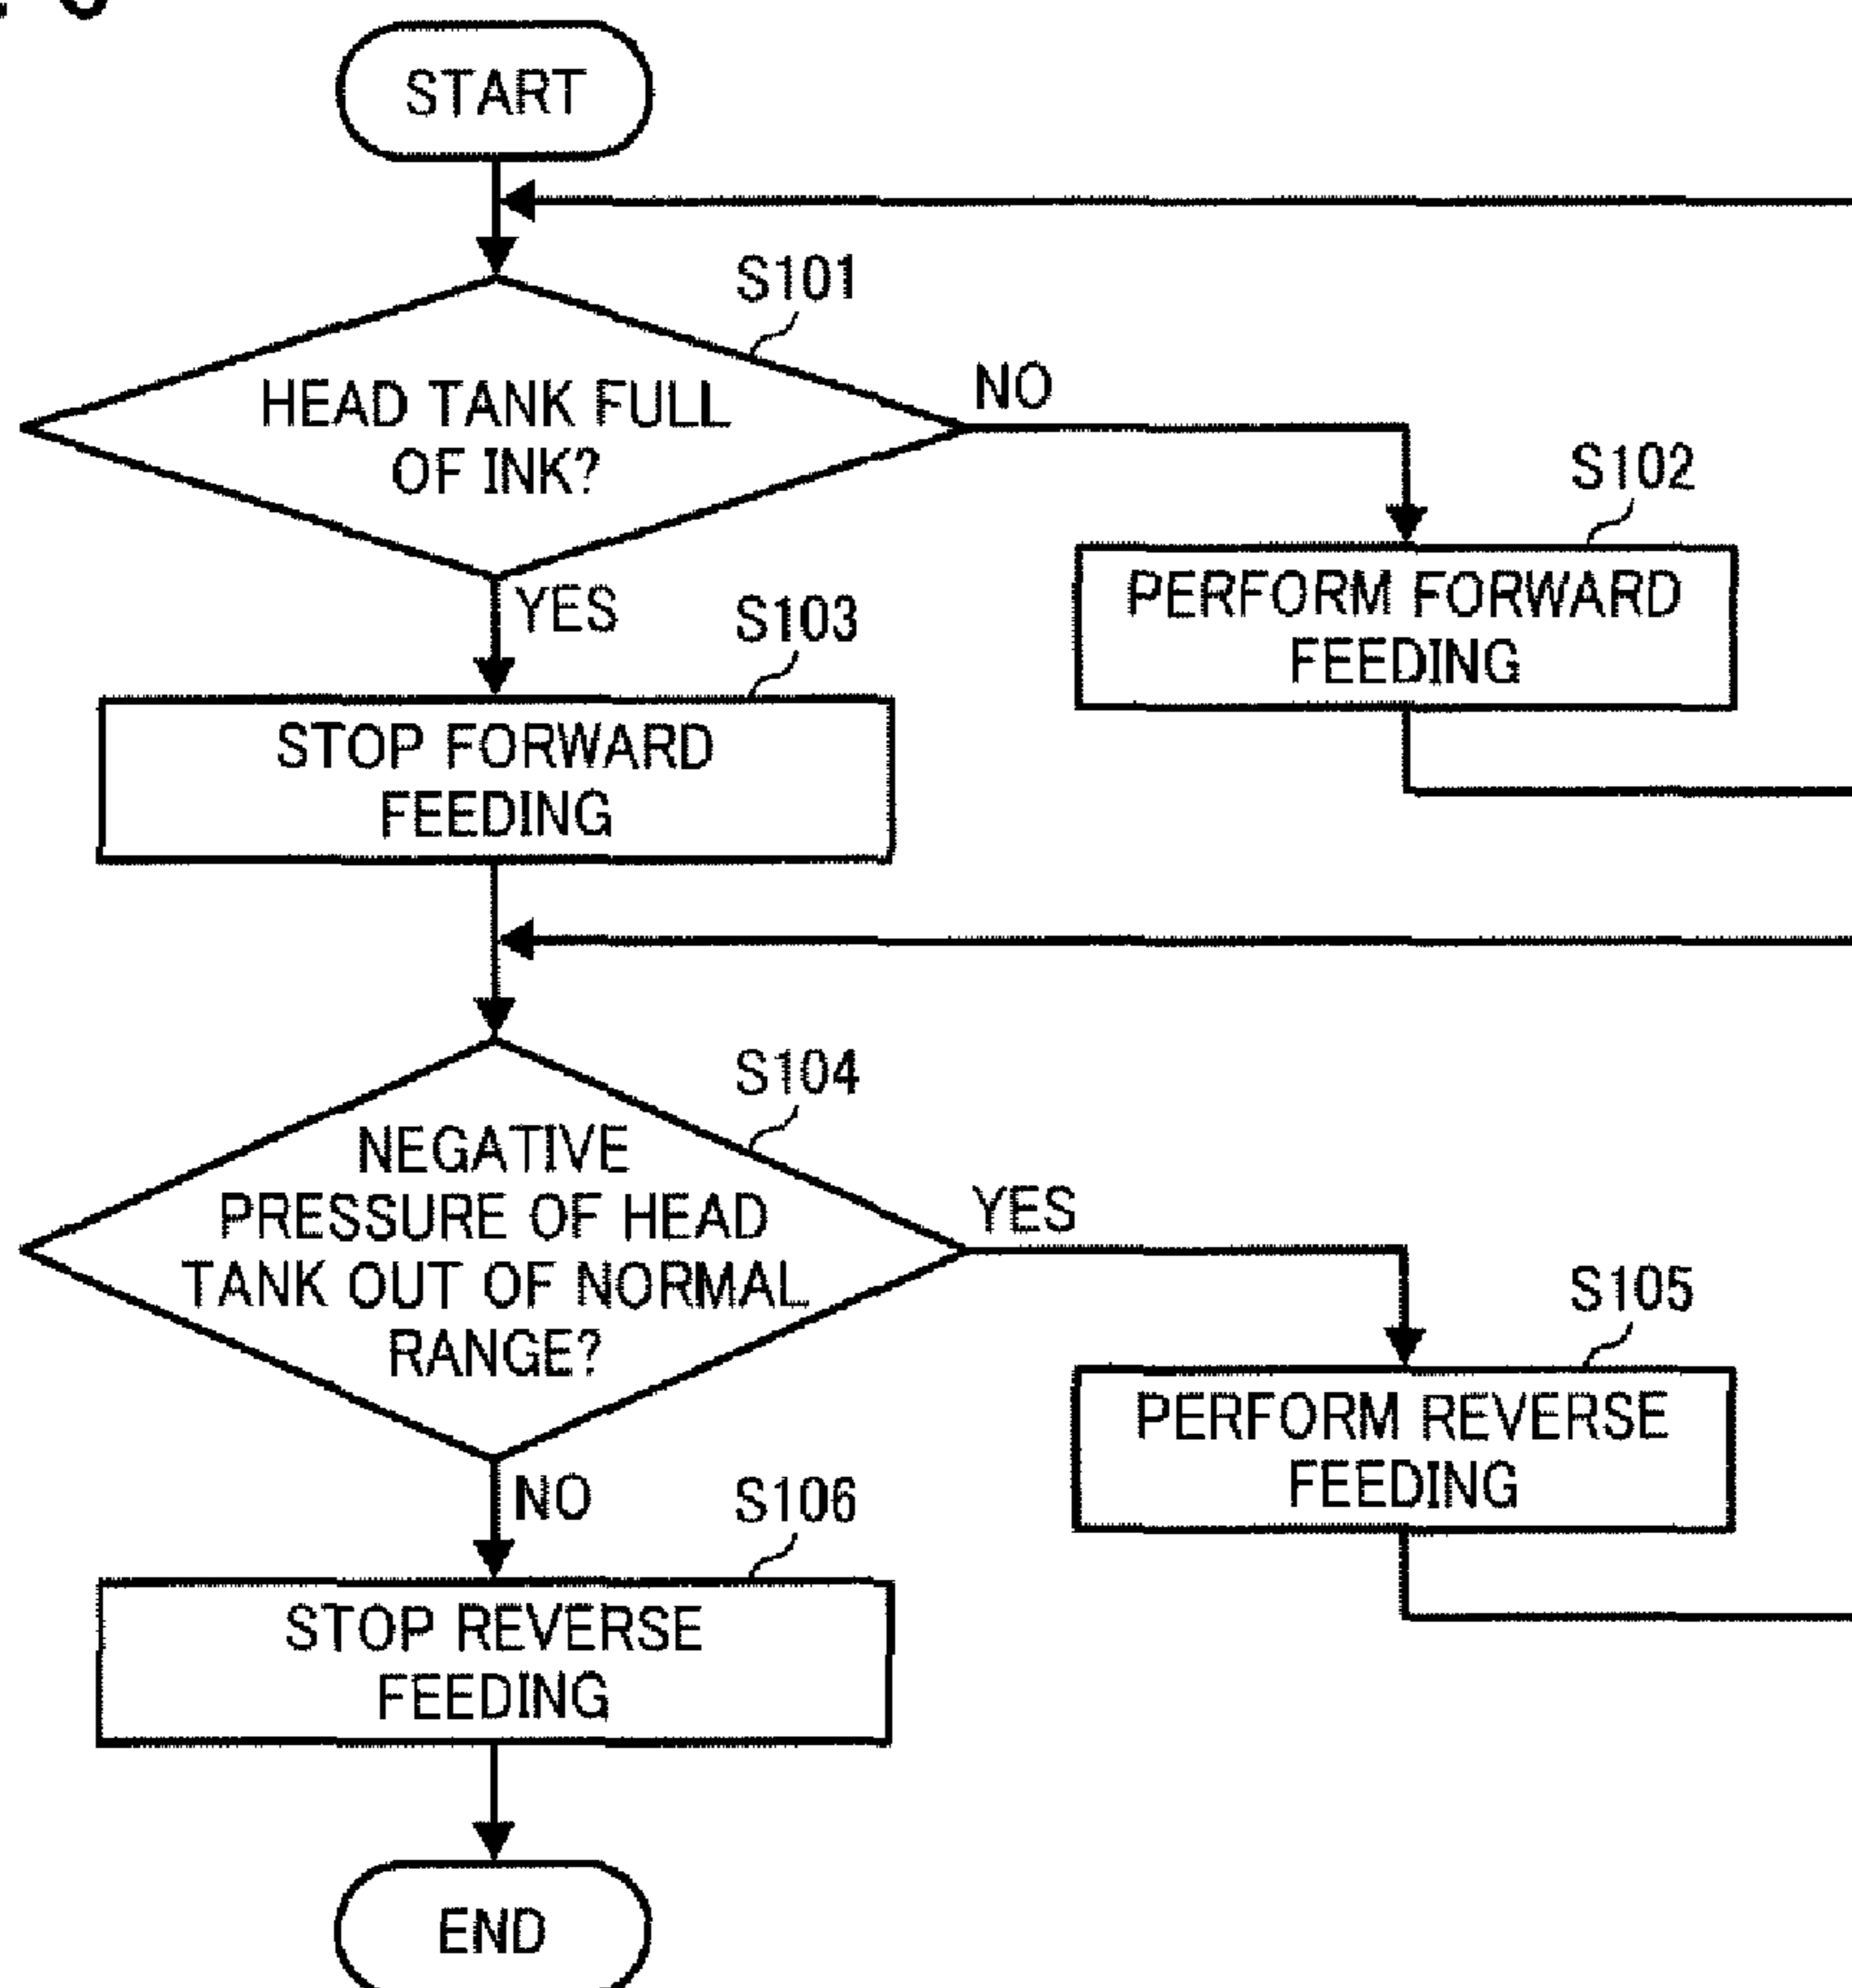 START
S101
HEAD TANK FULL
OF INK?
NO
S102
PERFORM FORWARD
FEEDING
YES
S103
STOP FORWARD
FEEDING
S104
NEGATIVE
PRESSURE OF HEAD
TANK OUT OF NORMAL
RANGE?
YES
S105
PERFORM REVERSE
FEEDING
NO
S106
STOP REVERSE
FEEDING
END